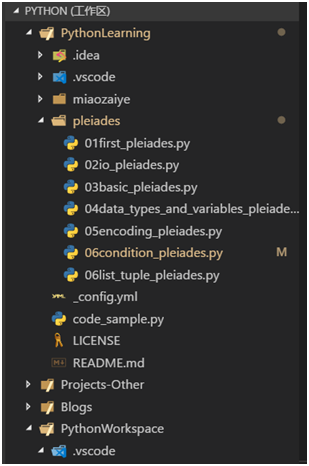 PYTHON (工作区)
PythonLearning
.idea
.vscode
miaozaiye
pleiades
01first_pleiades.py
02io_pleiades.py
03basic_pleiades.py
04data_types_and_variables_pleiade...
05encoding_pleiades.py
06condition_pleiades.py M
06list_tuple_pleiades.py
_config.yml
code_sample.py
LICENSE
README.md
Projects-Other
Blogs
PythonWorkspace
.vscode